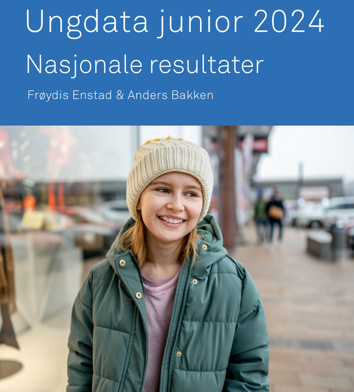 Ungdata junior 2024
Nasjonale resultater
Frøydis Enstad & Anders Bakken